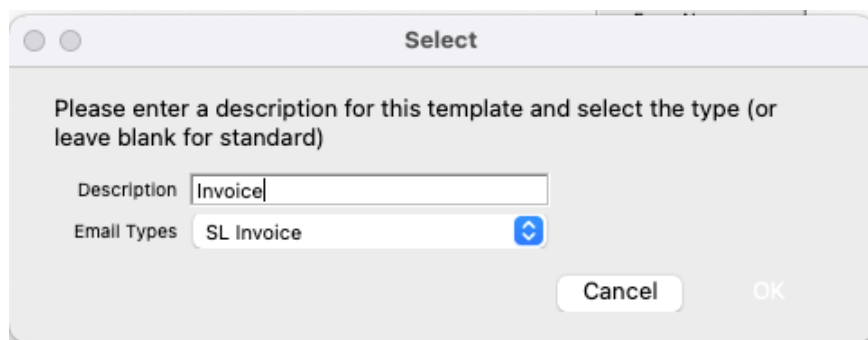 Select
Please enter a description for this template and select the type (or
leave blank for standard)
Description Invoice
Email Types SL Invoice
Cancel OK